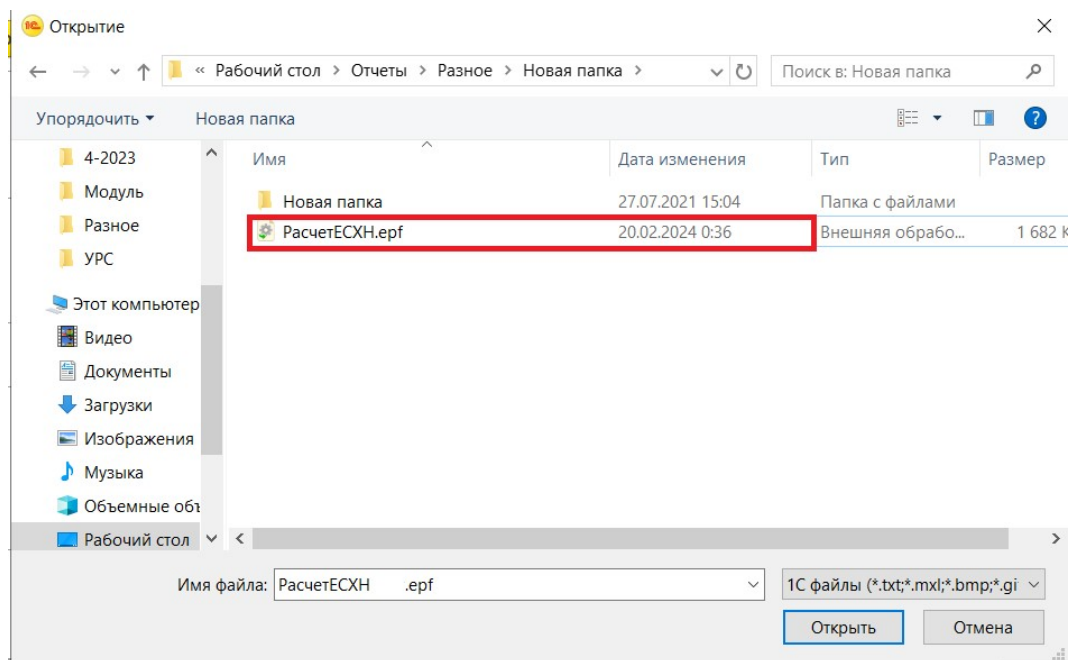 1С Открытие
« Рабочий стол > Отчеты > Разное > Новая папка > Поиск в: Новая папка
Упорядочить Новая папка ?
4-2023 Имя Дата изменения Тип Размер
Модуль Новая папка 27.07.2021 15:04 Папка с файлами
Разное РасчетЕСХН.epf 20.02.2024 0:36 Внешняя обрабо... 1 682 К
УРС
Этот компьютер
Видео
Документы
Загрузки
Изображения
Музыка
Объемные объ
Рабочий стол
Имя файла: РасчетЕСХН .epf 1С файлы (*.txt;*.mxl;*.bmp;*.gi
Открыть Отмена